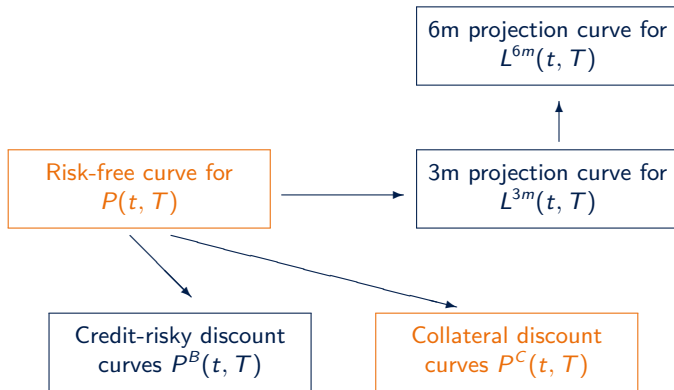 6m projection curve for
L^{6m}(t, T)
Risk-free curve for
P(t, T)
3m projection curve for
L^{3m}(t, T)
Credit-risky discount
curves P^B(t, T)
Collateral discount
curves P^C(t, T)